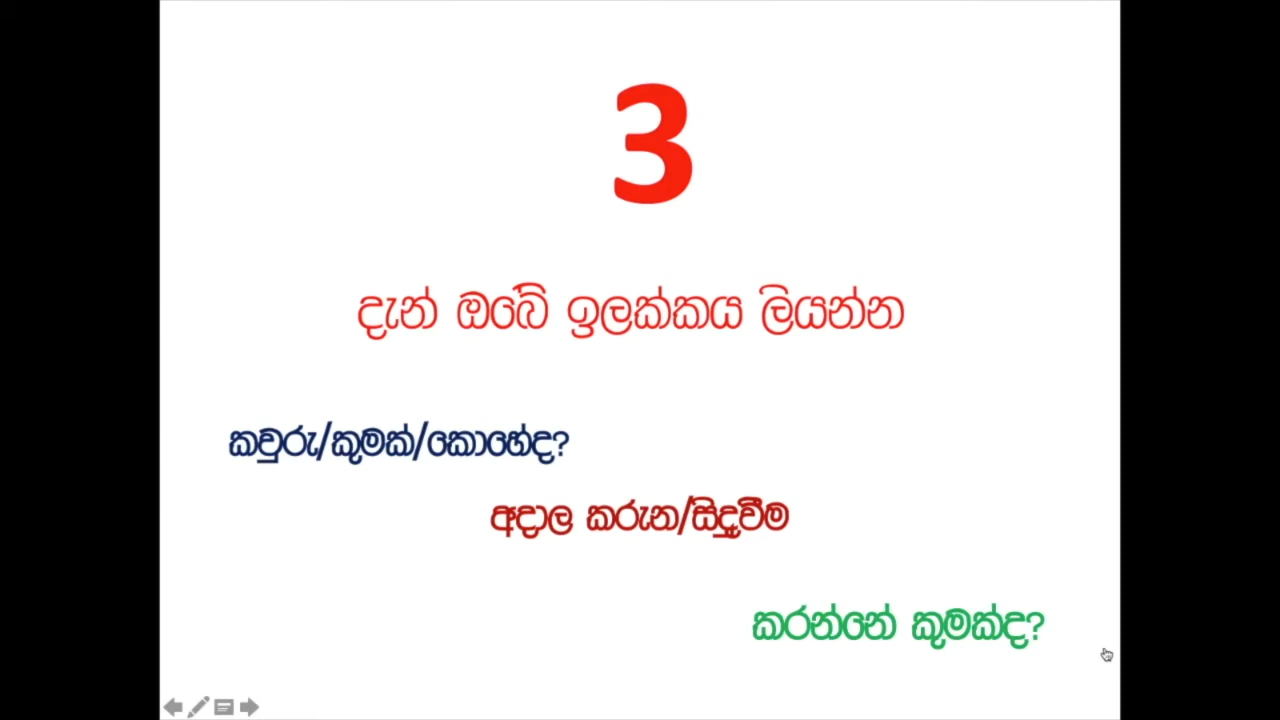 3
දැන් ඔබේ ඉලක්කය ලියන්න
කවුරු/කුමක්/කොහේද?
අදාල කරුන/සිදුවීම
කරන්නේ කුමක්ද?